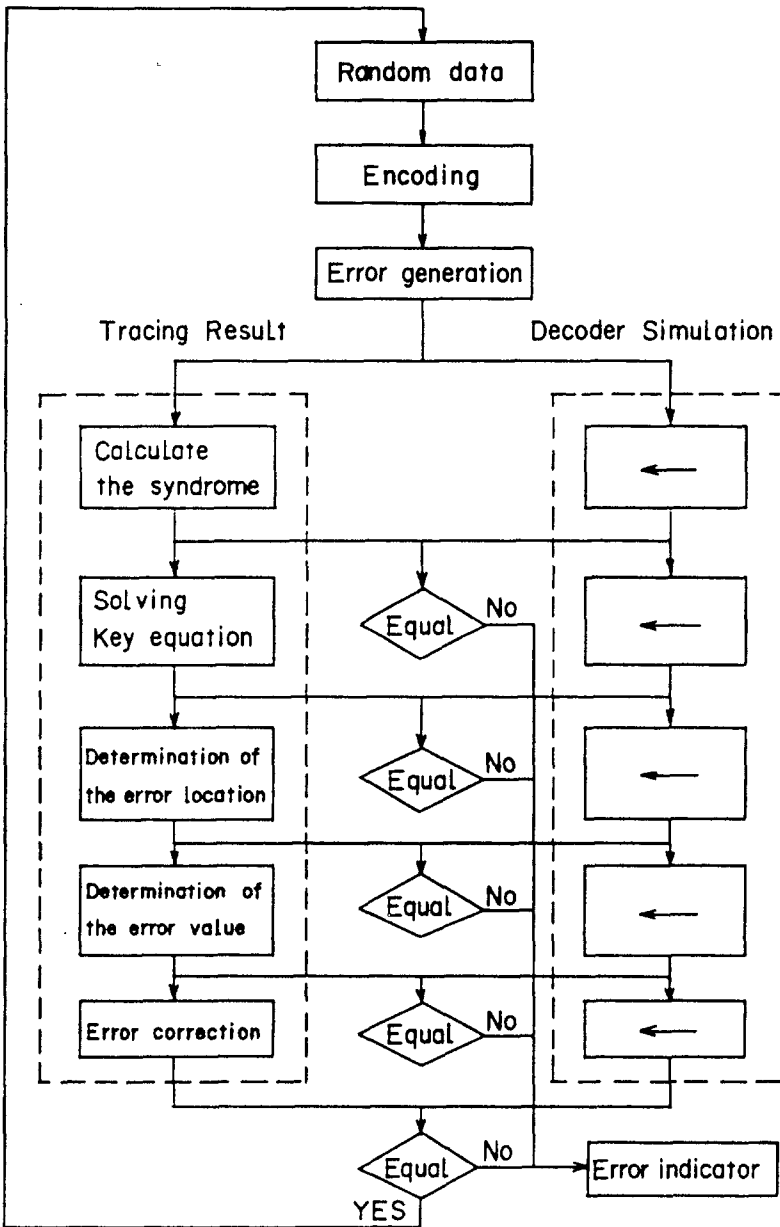 Random data
Encoding
Error generation
Tracing Result
Decoder Simulation
Calculate
the syndrome
Solving
Key equation
Equal
No
Determination of
the error location
Equal
No
Determination of
the error value
Equal
No
Error correction
Equal
No
Equal
No
Error indicator
YES